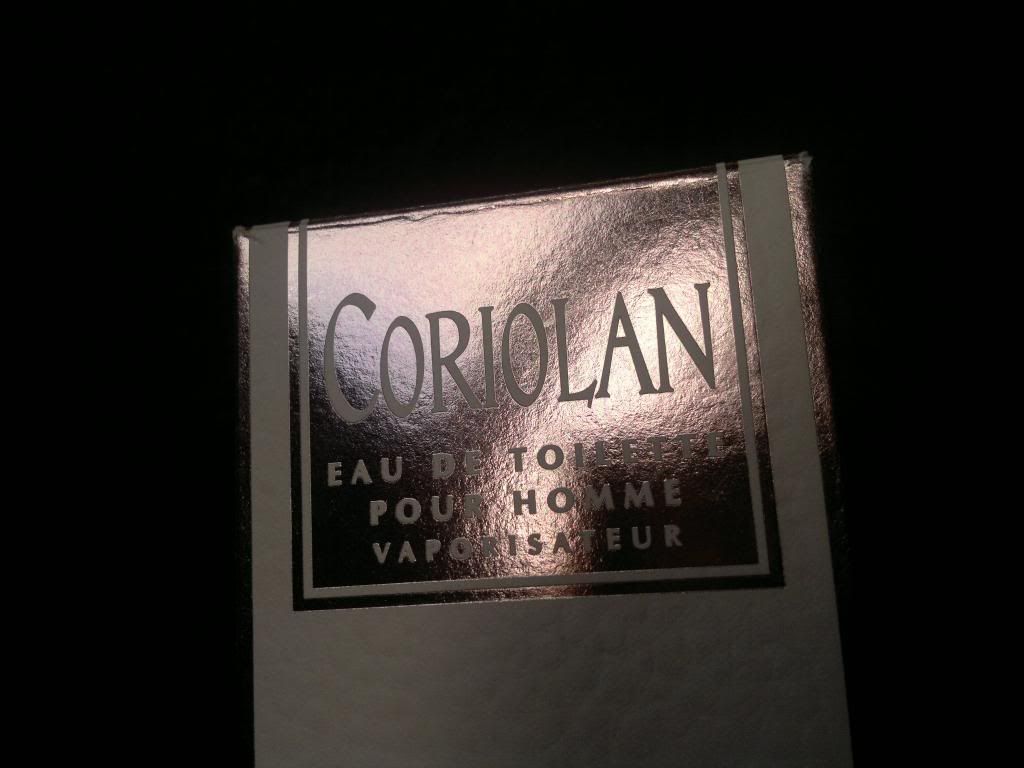 CORIOLAN
EAU DE TOILETTE
POUR HOMME
VAPORISATEUR